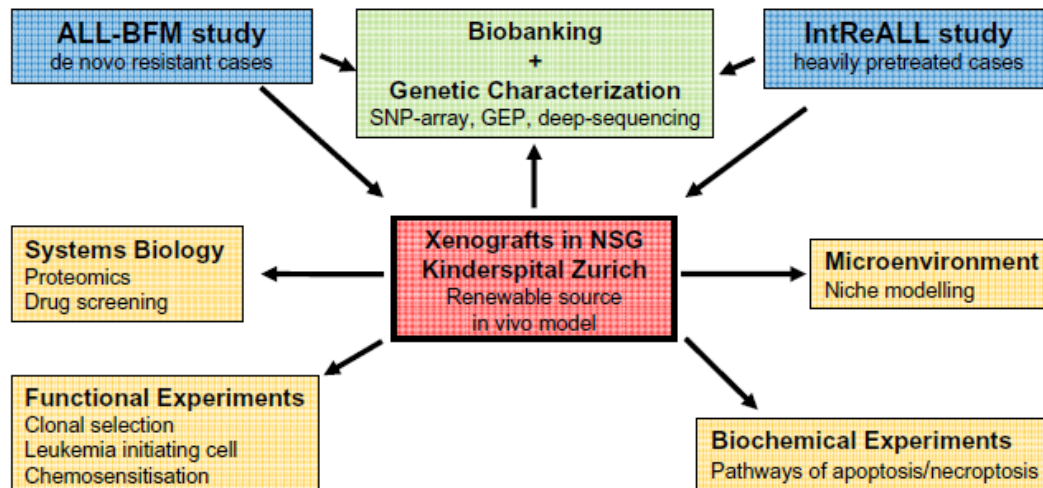 ALL-BFM study
de novo resistant cases
Biobanking
+
Genetic Characterization
SNP-array, GEP, deep-sequencing
IntReALL study
heavily pretreated cases
Xenografts in NSG
Kinderspital Zurich
Renewable source
in vivo model
Systems Biology
Proteomics
Drug screening
Microenvironment
Niche modelling
Functional Experiments
Clonal selection
Leukemia initiating cell
Chemosensitisation
Biochemical Experiments
Pathways of apoptosis/necroptosis